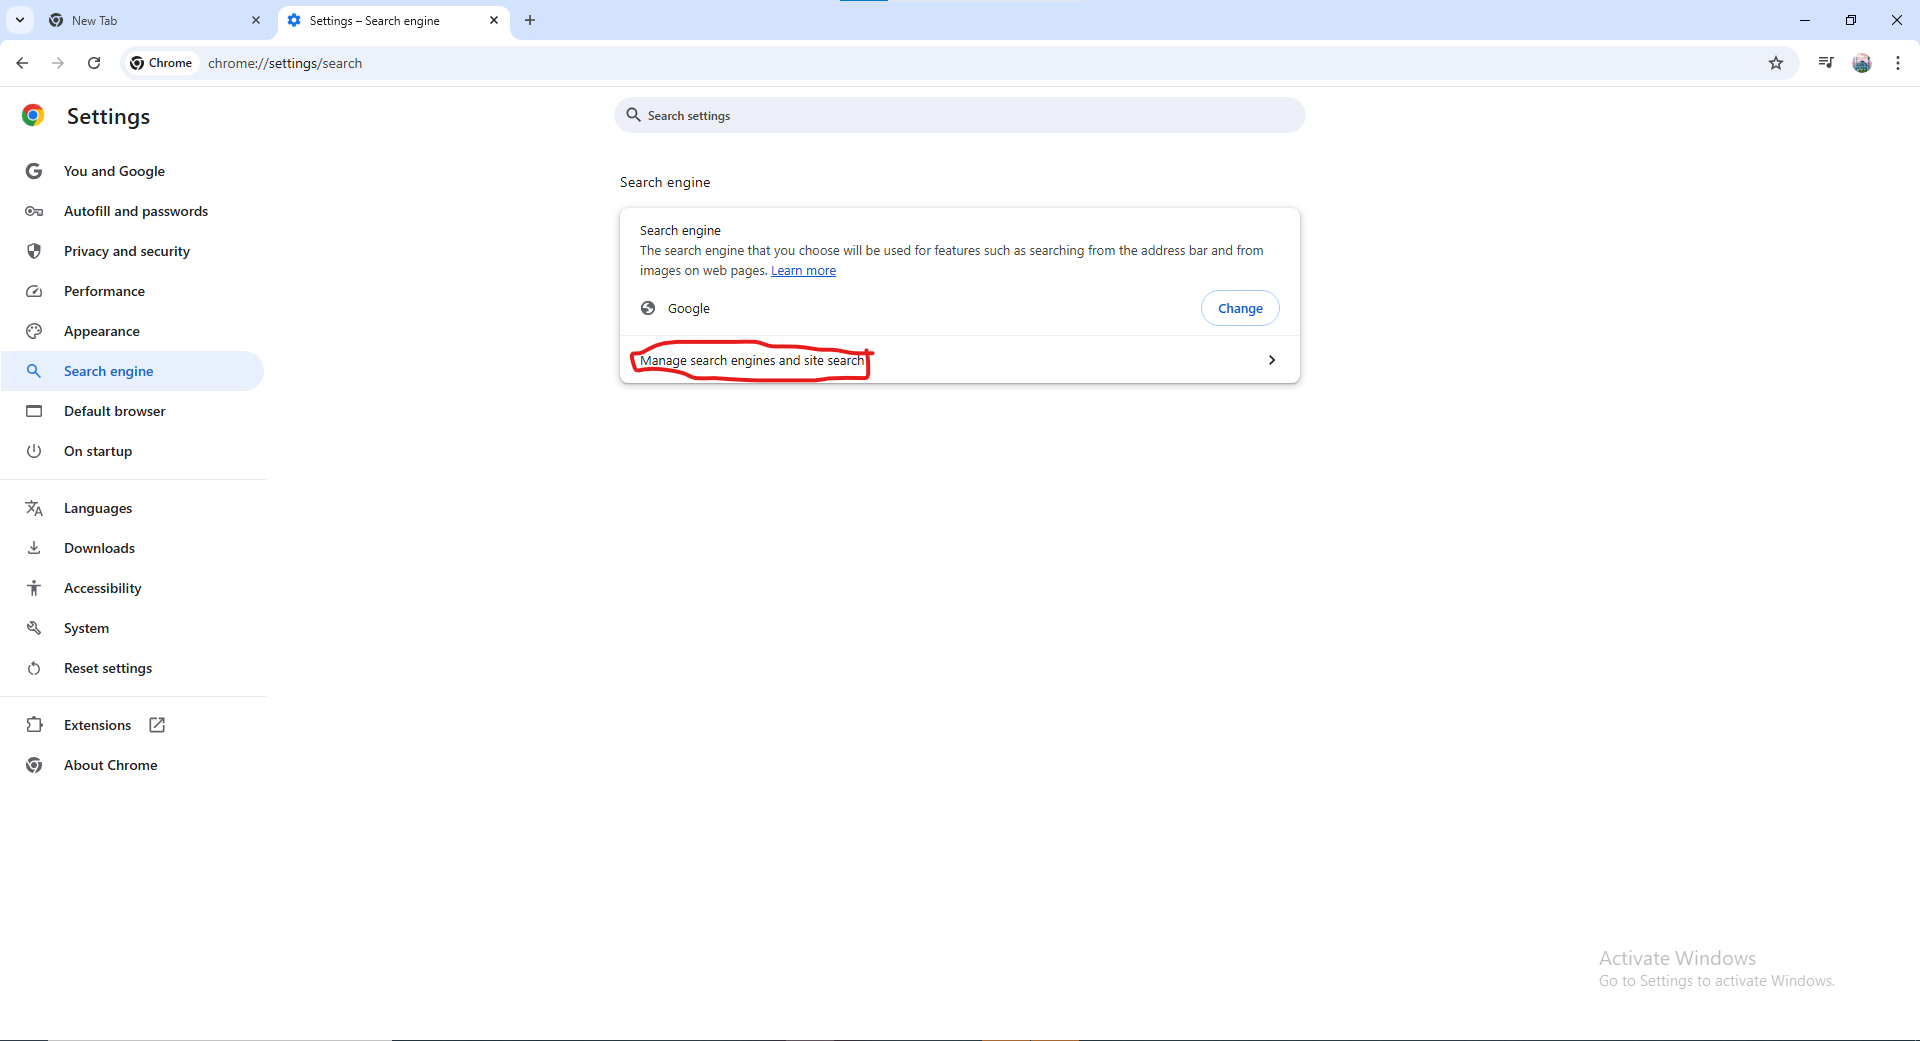 New Tab
Settings – Search engine
Chrome
chrome://settings/search
Settings
Search settings
You and Google
Autofill and passwords
Privacy and security
Performance
Appearance
Search engine
Default browser
On startup
Languages
Downloads
Accessibility
System
Reset settings
Extensions
About Chrome
Search engine
Search engine
The search engine that you choose will be used for features such as searching from the address bar and from
images on web pages. Learn more
Google
Change
Manage search engines and site search
Activate Windows
Go to Settings to activate Windows.